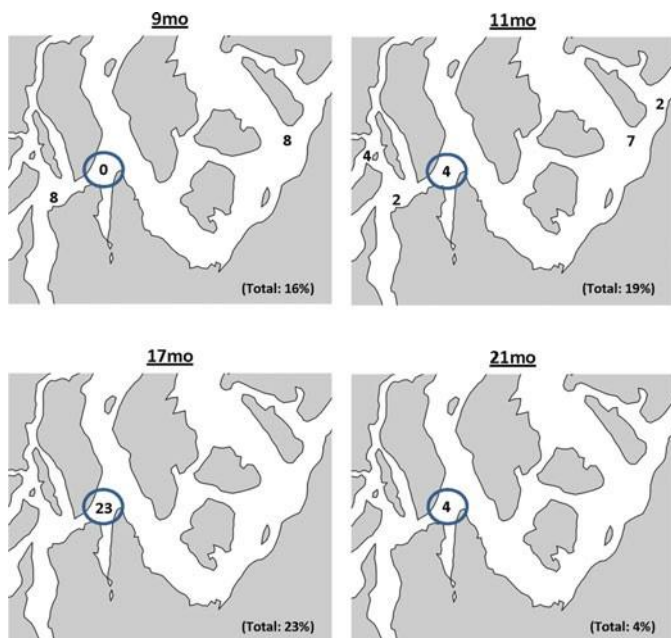 9mo
11mo
8
0
8
(Total: 16%)
2
7
4
4
2
(Total: 19%)
17mo
21mo
23
(Total: 23%)
4
(Total: 4%)